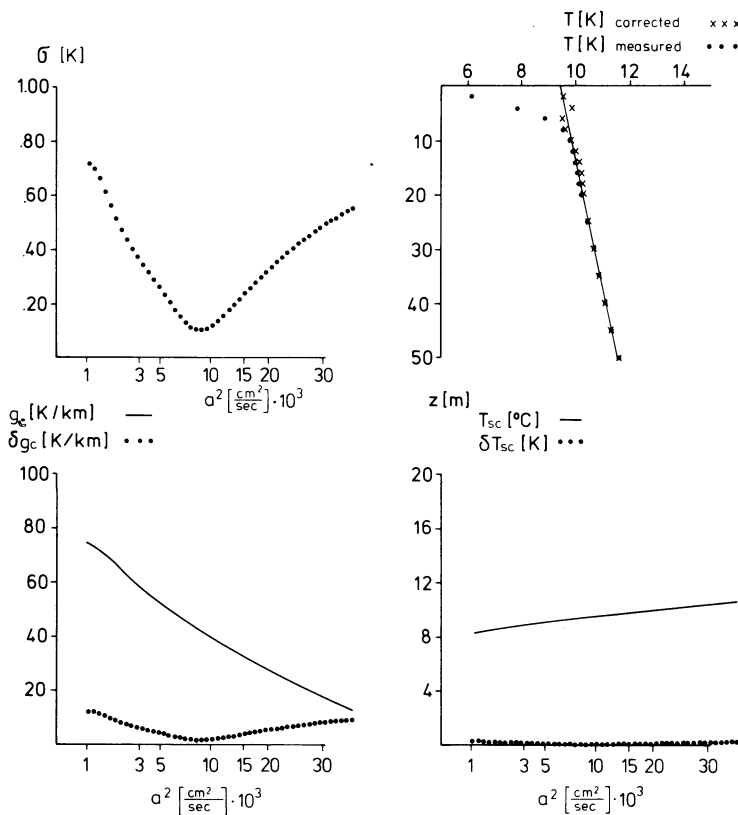 σ [K]
1.00
.80
.60
.40
.20
1 3 5 10 15 20 30
a² [cm²/sec]·10³
T[K] corrected x x x
T[K] measured • • •
6 8 10 12 14
10
20
30
40
50
z[m]
g [K/km] —
δgc [K/km] • • •
100
80
60
40
20
1 3 5 10 15 20 30
a² [cm²/sec]·10³
Tsc [°C] —
δTsc [K] • • •
20
16
12
8
4
1 3 5 10 15 20 30
a² [cm²/sec]·10³